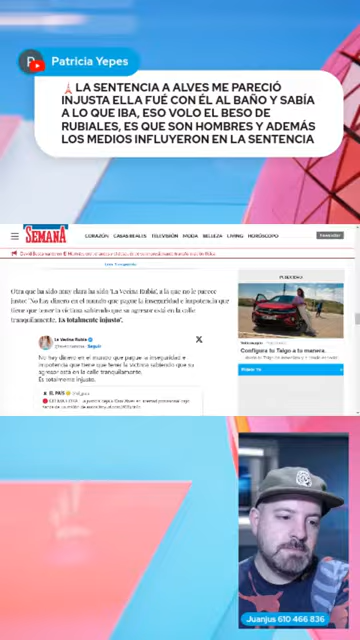 Patricia Yepes
LA SENTENCIA A ALVES ME PARECIÓ
INJUSTA ELLA FUÉ CON ÉL AL BAÑO Y SABÍA
A LO QUE IBA, ESO VOLO EL BESO DE
RUBIALES, ES QUE SON HOMBRES Y ADEMÁS
LOS MEDIOS INFLUYERON EN LA SENTENCIA
SEMANA
CORAZÓN CASAS REALES TELEVISIÓN MODA BELLEZA LIVING HORÓSCOPO
Otra que ha sido muy clara ha sido 'La Vecina Rubia', a la que no le parece
justo: "No hay dinero en el mundo que pague la inseguridad e impotencia que
tiene que tener la víctima sabiendo que su agresor está en la calle
tranquilamente. Es totalmente injusto".
La Vecina Rubia
Seguir
No hay dinero en el mundo que pague la inseguridad e
impotencia que tiene que tener la víctima sabiendo que su
agresor está en la calle tranquilamente.
Es totalmente injusto.
EL PAÍS
PUBLICIDAD
Configura tu Taigo a tu manera.
Juanjus 610 466 836